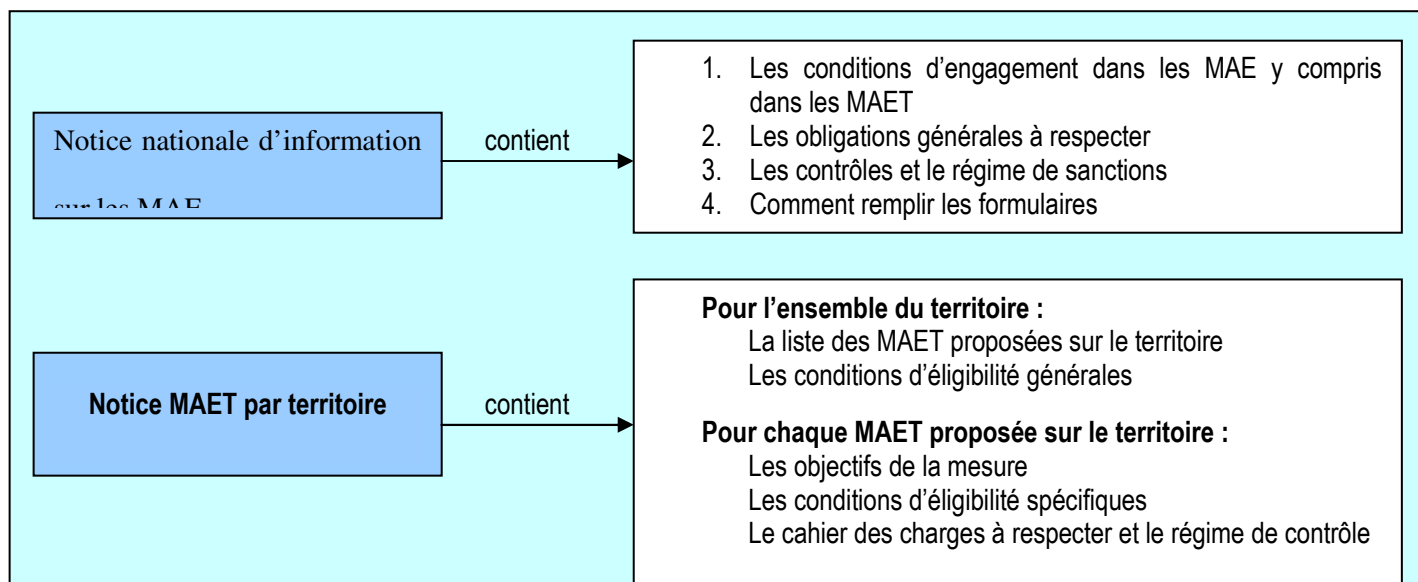 Notice nationale d'information
sur les MAE
contient
1. Les conditions d'engagement dans les MAE y compris
dans les MAET
2. Les obligations générales à respecter
3. Les contrôles et le régime de sanctions
4. Comment remplir les formulaires
Notice MAET par territoire
contient
Pour l'ensemble du territoire :
La liste des MAET proposées sur le territoire
Les conditions d'éligibilité générales
Pour chaque MAET proposée sur le territoire :
Les objectifs de la mesure
Les conditions d'éligibilité spécifiques
Le cahier des charges à respecter et le régime de contrôle